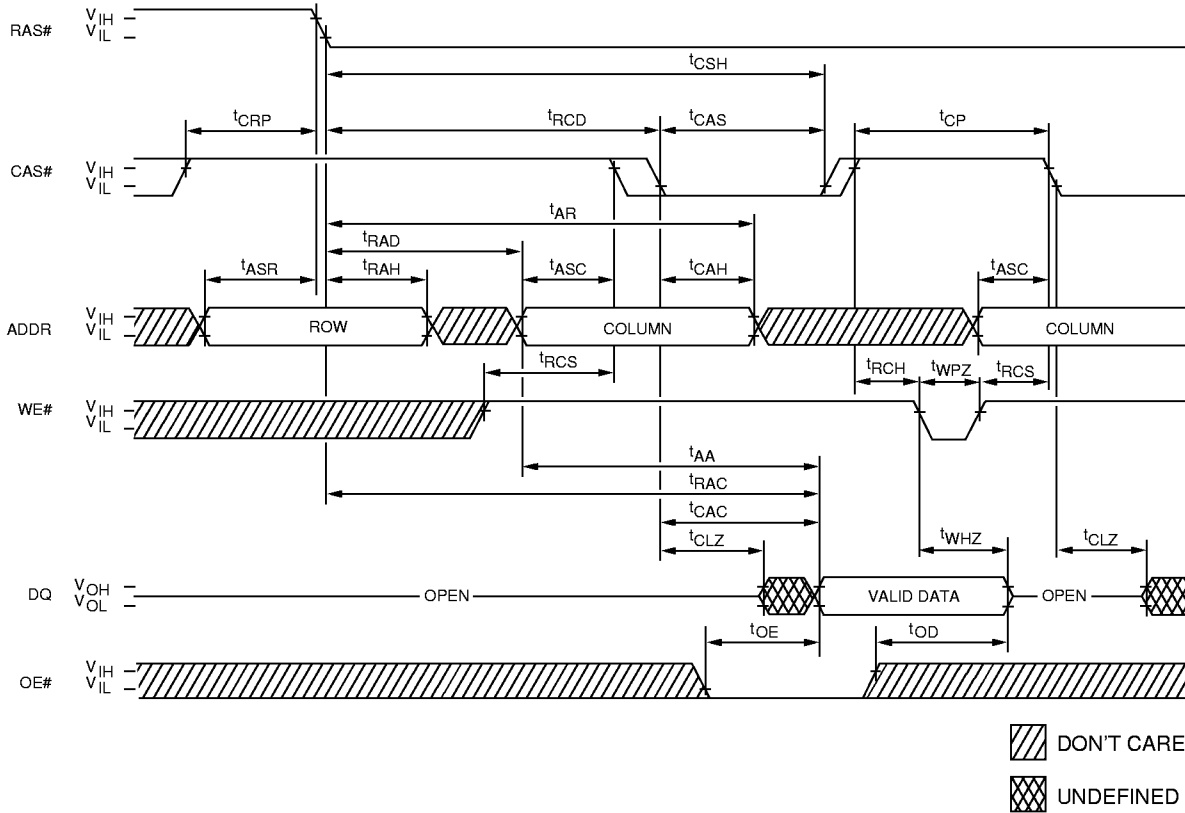 RAS#
VIH
VIL
tCSH
tCRP
tRCD
tCAS
tCP
CAS#
VIH
VIL
tAR
tRAD
tASR
tRAH
tASC
tCAH
tASC
ADDR
VIH
VIL
ROW
COLUMN
COLUMN
tRCS
tRCH
tWPZ
tRCS
WE#
VIH
VIL
tAA
tRAC
tCAC
tCLZ
tWHZ
tCLZ
DQ
VOH
VOL
OPEN
VALID DATA
OPEN
tOE
tOD
OE#
VIH
VIL
DON'T CARE
UNDEFINED